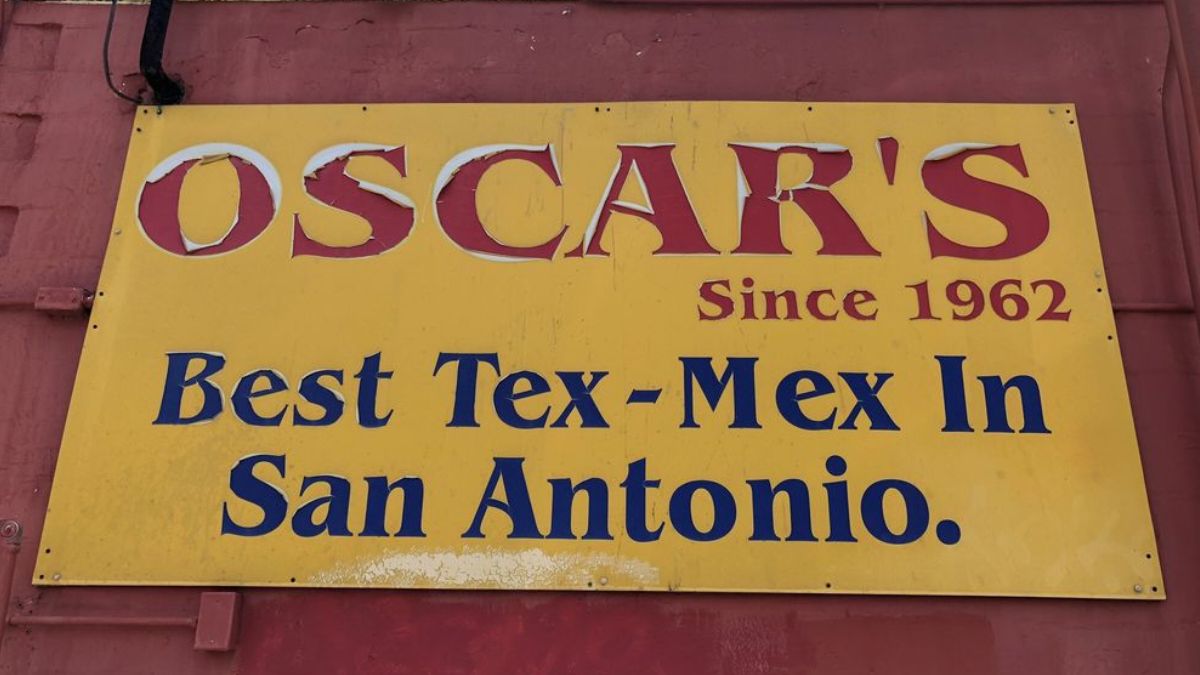 OSCAR'S
Since 1962
Best Tex-Mex In
San Antonio.